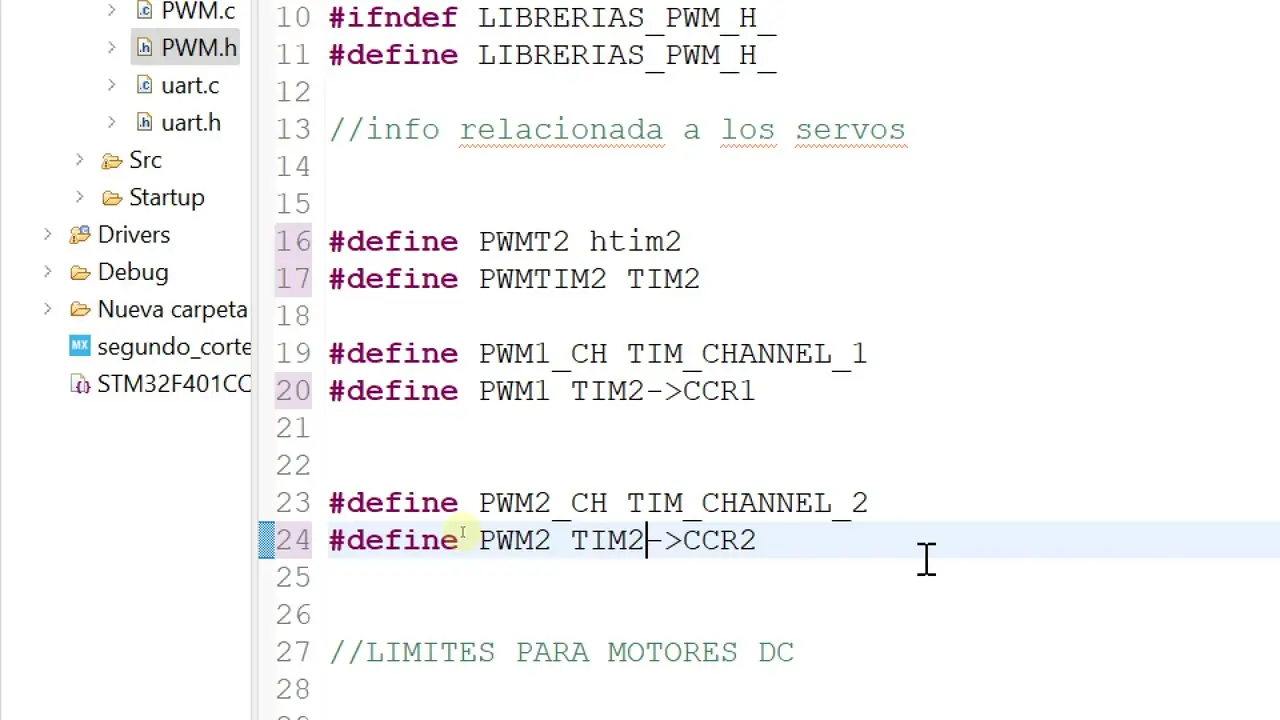 PWM.c
PWM.h
uart.c
uart.h
Src
Startup
Drivers
Debug
Nueva carpeta
MX segundo_corte
STM32F401CC
10 #ifndef LIBRERIAS_PWM_H_
11 #define LIBRERIAS_PWM_H_
12
13 //info relacionada a los servos
14
15
16 #define PWMT2 htim2
17 #define PWMTIM2 TIM2
18
19 #define PWM1_CH TIM_CHANNEL_1
20 #define PWM1 TIM2->CCR1
21
22
23 #define PWM2_CH TIM_CHANNEL_2
24 #define PWM2 TIM2->CCR2
25
26
27 //LIMITES PARA MOTORES DC
28